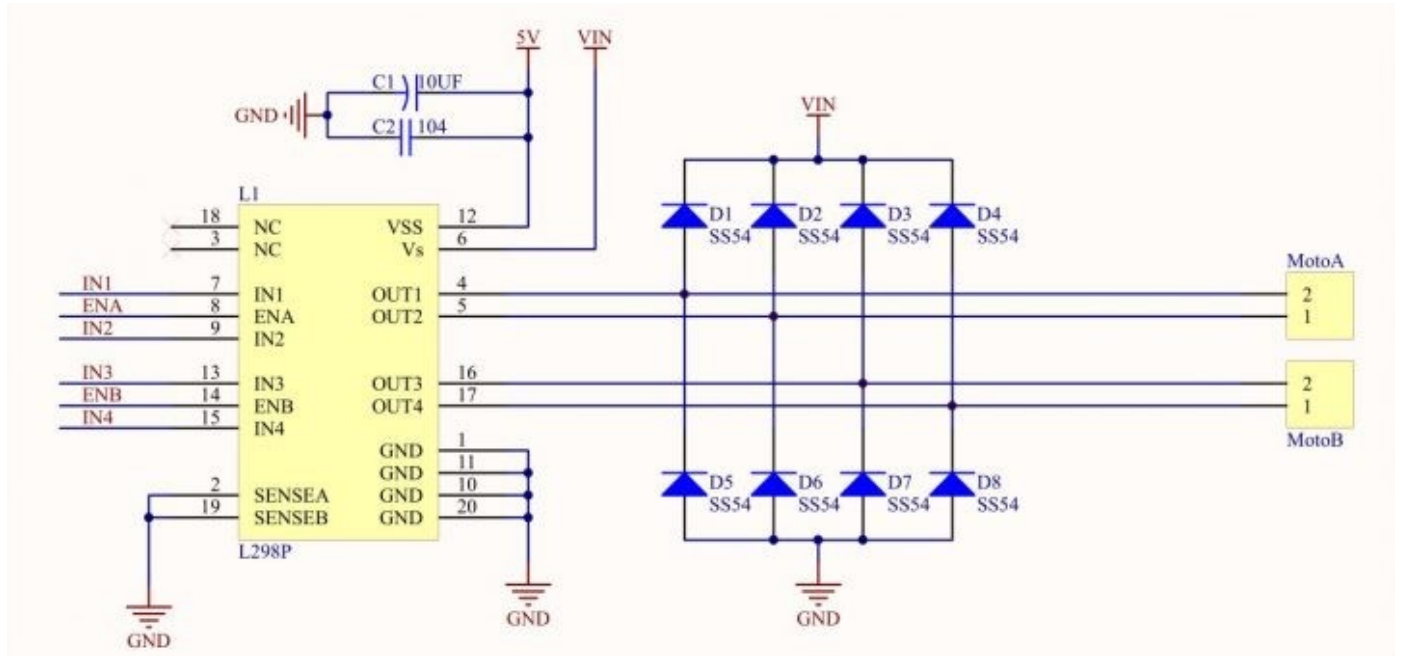 5V VIN
C1 10UF
GND
C2 104
VIN
L1
18 NC VSS 12
3 NC Vs 6
D1 D2 D3 D4
SS54 SS54 SS54 SS54
MotoA
IN1 7 IN1 OUT1 4 2
ENA 8 ENA OUT2 5 1
IN2 9 IN2
IN3 13 IN3 OUT3 16 2
ENB 14 ENB OUT4 17 1
IN4 15 IN4
MotoB
GND 1
GND 11
2 SENSEA GND 10
19 SENSEB GND 20
D5 D6 D7 D8
SS54 SS54 SS54 SS54
L298P
GND GND GND